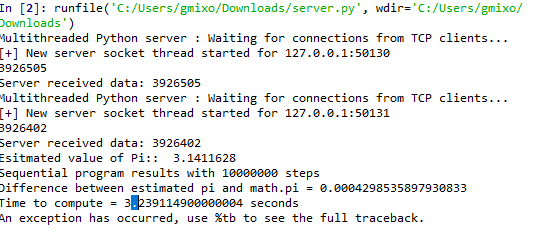 In [2]: runfile('C:/Users/gmixo/Downloads/server.py', wdir='C:/Users/gmixo/
Downloads')
Multithreaded Python server : Waiting for connections from TCP clients...
[+] New server socket thread started for 127.0.0.1:50130
3926505
Server received data: 3926505
Multithreaded Python server : Waiting for connections from TCP clients...
[+] New server socket thread started for 127.0.0.1:50131
3926402
Server received data: 3926402
Esitmated value of Pi::  3.1411628
Sequential program results with 10000000 steps
Difference between estimated pi and math.pi = 0.0004298535897930833
Time to compute = 3.239114900000004 seconds
An exception has occurred, use %tb to see the full traceback.